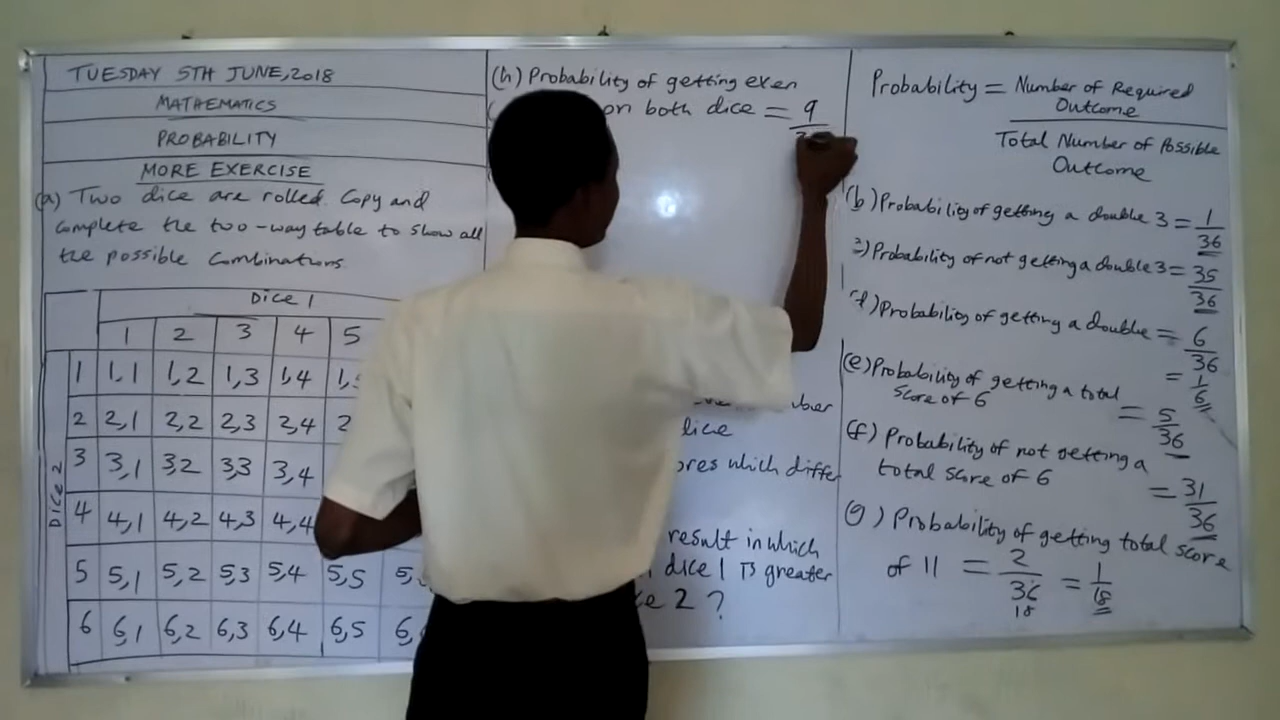 TUESDAY 5TH JUNE, 2018
MATHEMATICS
PROBABILITY
MORE EXERCISE
(a) Two dice are rolled. Copy and
complete the two-way table to show all
the possible Combinations.
Dice 1
1 2 3 4 5
Dice 2
1 1,1 1,2 1,3 1,4
2 2,1 2,2 2,3 2,4 2
3 3,1 3,2 3,3 3,4
4 4,1 4,2 4,3 4,4
5 5,1 5,2 5,3 5,4 5,5 5,
6 6,1 6,2 6,3 6,4 6,5 6,
(h) Probability of getting even
on both dice = 9
which differ
result in which
dice 1 is greater
2 ?
Probability = Number of Required
Outcome
Total Number of Possible
Outcome
(b) Probability of getting a double 3 = 1/36
) Probability of not getting a double 3 = 35/36
) Probability of getting a double = 6/36
= 1/6
(e) Probability of getting a total
score of 6
= 5/36
(f) Probability of not getting a
total score of 6
= 31/36
(g) Probability of getting total score
of 11 = 2/36 = 1/18
18